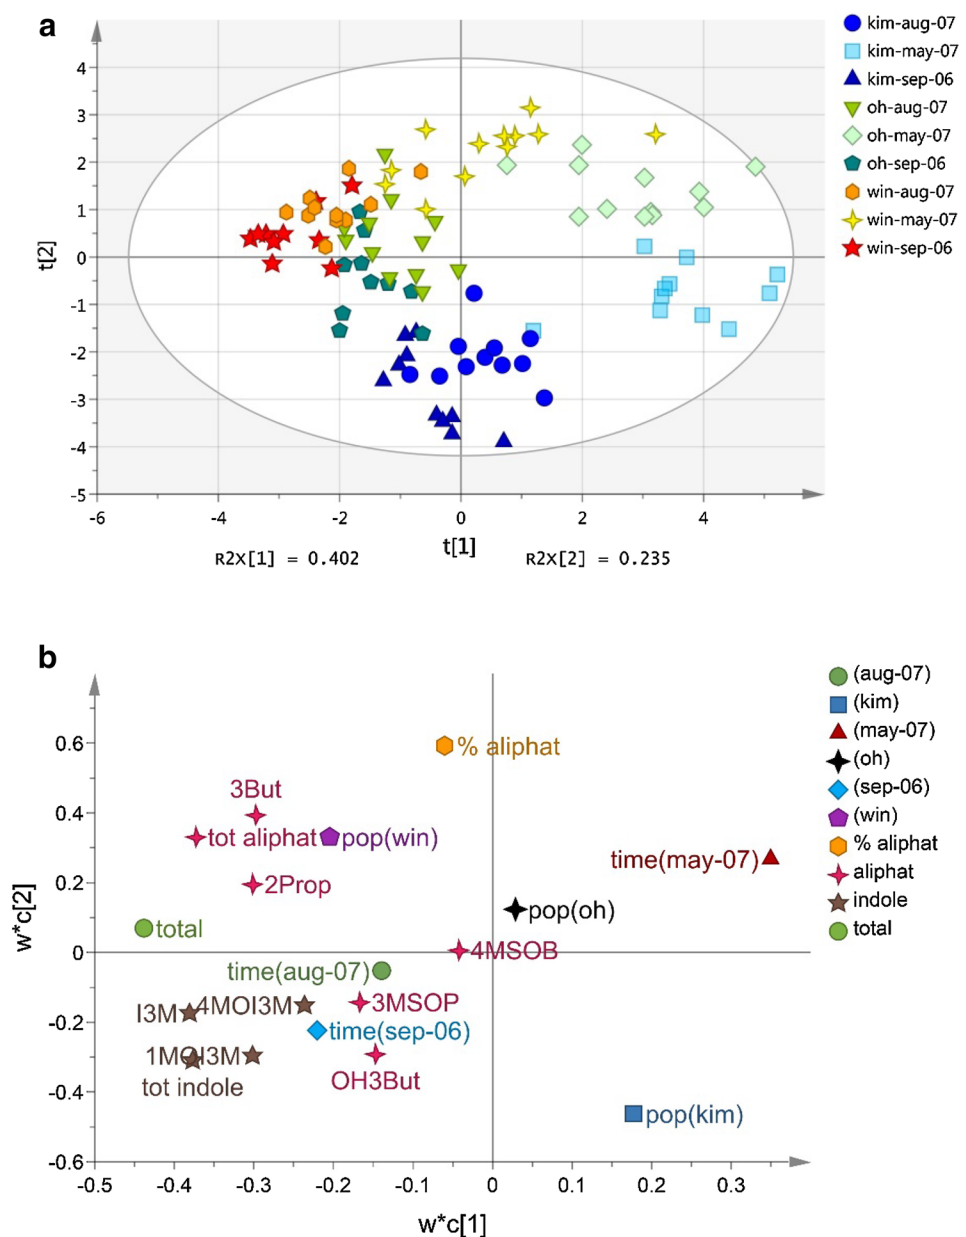 a
kim-aug-07
kim-may-07
kim-sep-06
oh-aug-07
oh-may-07
oh-sep-06
win-aug-07
win-may-07
win-sep-06
4
3
2
1
0
-1
-2
-3
-4
-5
t[2]
-6 -4 -2 0 2 4
t[1]
R2X[1] = 0.402 R2X[2] = 0.235
b
(aug-07)
(kim)
(may-07)
(oh)
(sep-06)
(win)
% aliphat
aliphat
indole
total
0.6
0.4
0.2
0
-0.2
-0.4
-0.6
w*c[2]
% aliphat
3But
tot aliphat pop(win)
time(may-07)
2Prop
pop(oh)
total
4MSOB
time(aug-07)
I3M 4MOI3M 3MSOP
time(sep-06)
1MOI3M
OH3But
tot indole
pop(kim)
-0.5 -0.4 -0.3 -0.2 -0.1 0 0.1 0.2 0.3
w*c[1]